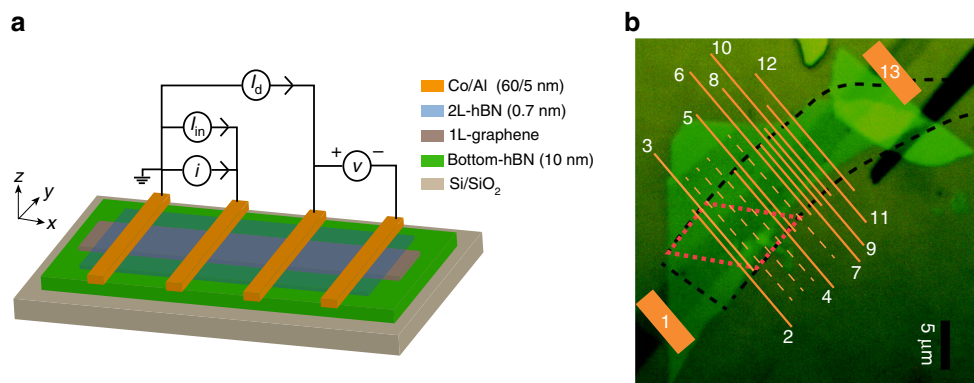 a
I_d
I_in
i
+ v −
z
y
x
Co/Al (60/5 nm)
2L-hBN (0.7 nm)
1L-graphene
Bottom-hBN (10 nm)
Si/SiO₂
b
10
12
13
6
8
5
3
11
9
7
4
2
1
5 μm